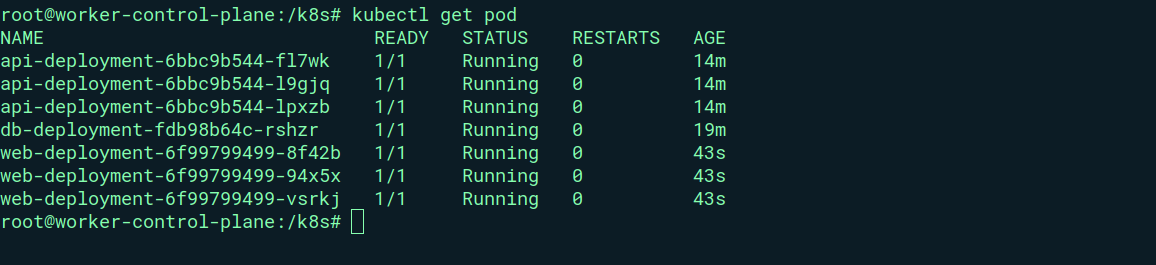 root@worker-control-plane:/k8s# kubectl get pod
NAME                              READY   STATUS    RESTARTS   AGE
api-deployment-6bbc9b544-fl7wk    1/1     Running   0          14m
api-deployment-6bbc9b544-l9gjq    1/1     Running   0          14m
api-deployment-6bbc9b544-lpxzb    1/1     Running   0          14m
db-deployment-fdb98b64c-rshzr     1/1     Running   0          19m
web-deployment-6f99799499-8f42b   1/1     Running   0          43s
web-deployment-6f99799499-94x5x   1/1     Running   0          43s
web-deployment-6f99799499-vsrkj   1/1     Running   0          43s
root@worker-control-plane:/k8s#